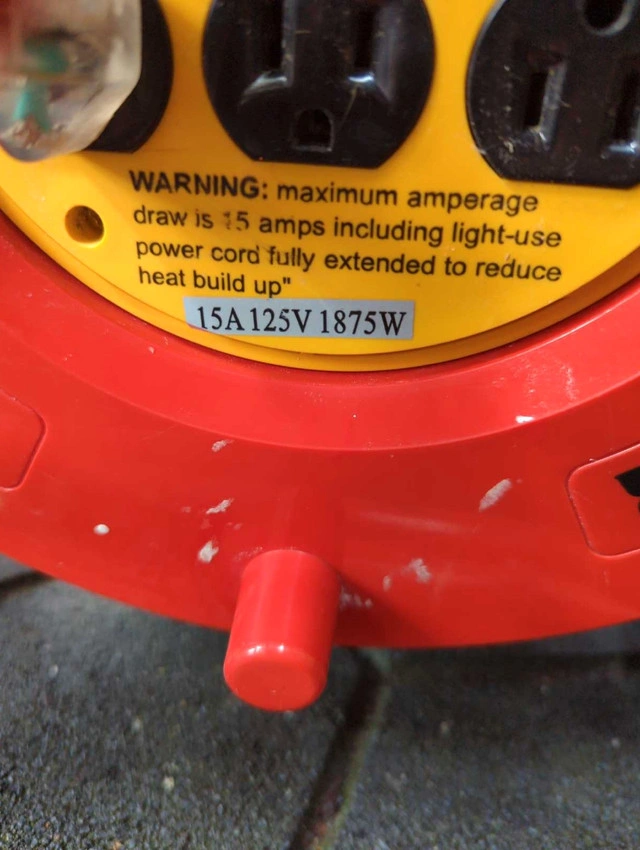 WARNING: maximum amperage
draw is 15 amps including light-use
power cord fully extended to reduce
heat build up"
15A 125V 1875W